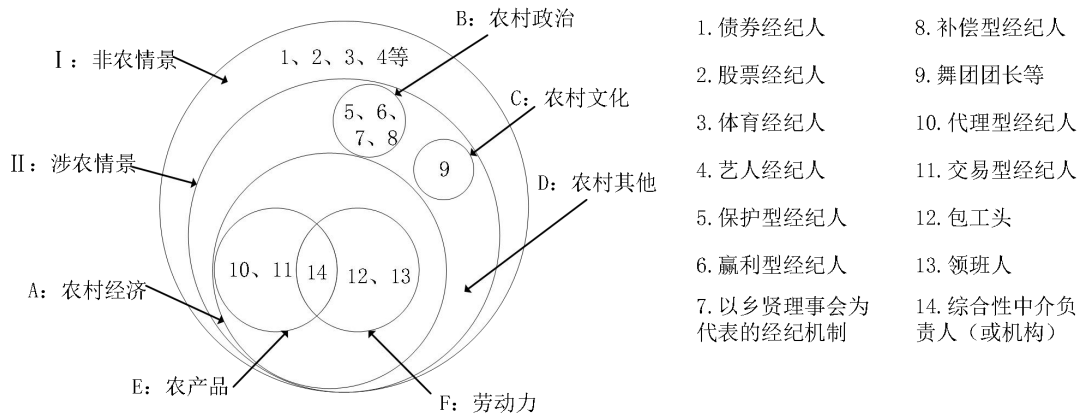 B：农村政治
Ⅰ：非农情景
1、2、3、4等
C：农村文化
5、6、
7、8
Ⅱ：涉农情景
9
D：农村其他
10、11
14
12、13
A：农村经济
E：农产品
F：劳动力
1.债券经纪人
2.股票经纪人
3.体育经纪人
4.艺人经纪人
5.保护型经纪人
6.赢利型经纪人
7.以乡贤理事会为
代表的经纪机制
8.补偿型经纪人
9.舞团团长等
10.代理型经纪人
11.交易型经纪人
12.包工头
13.领班人
14.综合性中介负
责人（或机构）